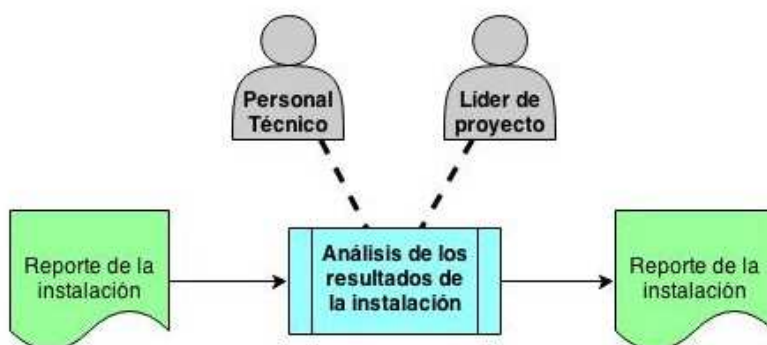 Personal
Técnico
Líder de
proyecto
Reporte de la
instalación
Análisis de los
resultados de
la instalación
Reporte de la
instalación